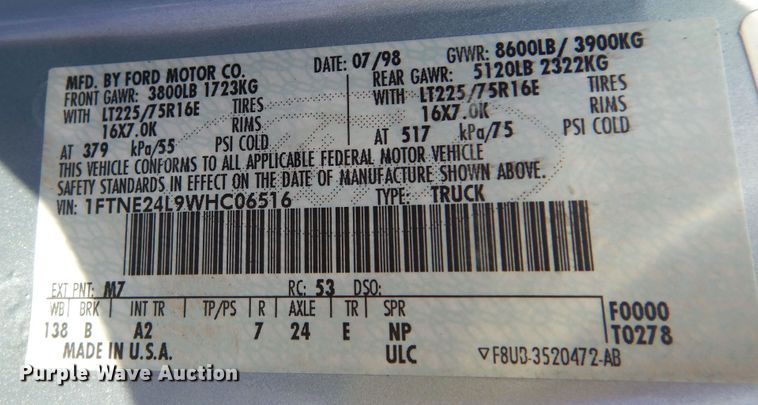 MFD. BY FORD MOTOR CO. DATE: 07/98 GVWR: 8600LB/ 3900KG
FRONT GAWR: 3800LB 1723KG REAR GAWR: 5120LB 2322KG
WITH LT225/75R16E TIRES WITH LT225/75R16E TIRES
16X7.0K RIMS 16X7.0K RIMS
AT 379 kPa/55 PSI COLD AT 517 kPa/75 PSI COLD
THIS VEHICLE CONFORMS TO ALL APPLICABLE FEDERAL MOTOR VEHICLE
SAFETY STANDARDS IN EFFECT ON THE DATE OF MANUFACTURE SHOWN ABOVE.
VIN: 1FTNE24L9WHC06516 TYPE: TRUCK
EXT PNT: M7 RC: 53 DSO:
WB BRK INT TR TP/PS R AXLE TR SPR F0000
138 B A2 7 24 E NP T0278
MADE IN U.S.A. ULC ▽F8UB-3520472-AB
Purple Wave Auction